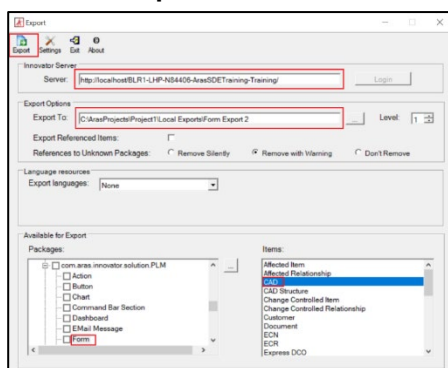 Export
Export Settings Exit About
Innovator Server
Server: http://localhost/BLR1-LHP-N84406-ArasSDETraining-Training/ Login
Export Options
Export To: C:\ArasProjects\Project1\Local Exports\Form Export 2 ... Level: 1
Export Referenced Items:
References to Unknown Packages: Remove Silently Remove with Warning Don't Remove
Language resources
Export languages: None
Available for Export
Packages: Items:
com.aras.innovator.solution.PLM ...
Action
Button
Chart
Command Bar Section
Dashboard
EMail Message
Form
Affected Item
Affected Relationship
CAD
CAD Structure
Change Controlled Item
Change Controlled Relationship
Customer
Document
ECN
ECR
Express DCO